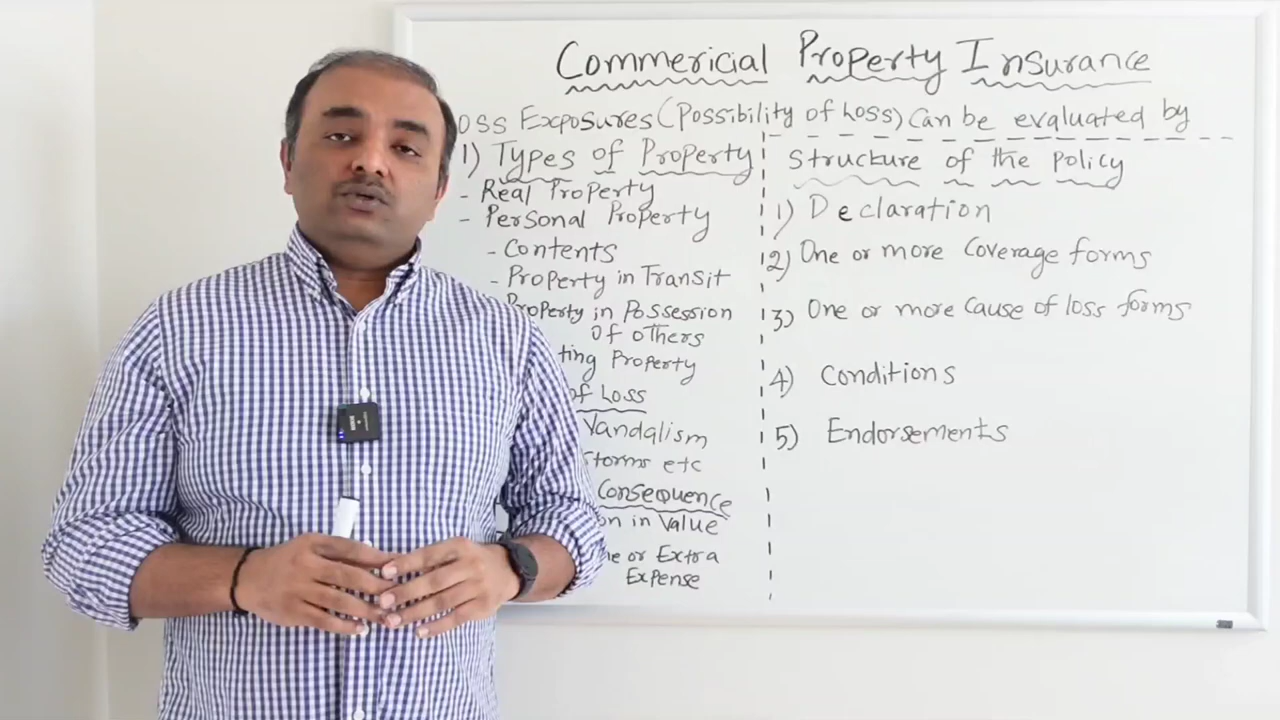 Commericial Property Insurance
oss Exposures (Possibility of Loss) Can be evaluated by
1) Types of Property
- Real Property
- Personal Property
- Contents
- Property in Transit
Property in Possession
of others
ting Property
of Loss
Vandalism
Storms etc
Consequence
on in Value
me or Extra
Expense
Structure of the policy
1) Declaration
2) One or more Coverage forms
3) One or more cause of loss forms
4) Conditions
5) Endorsements